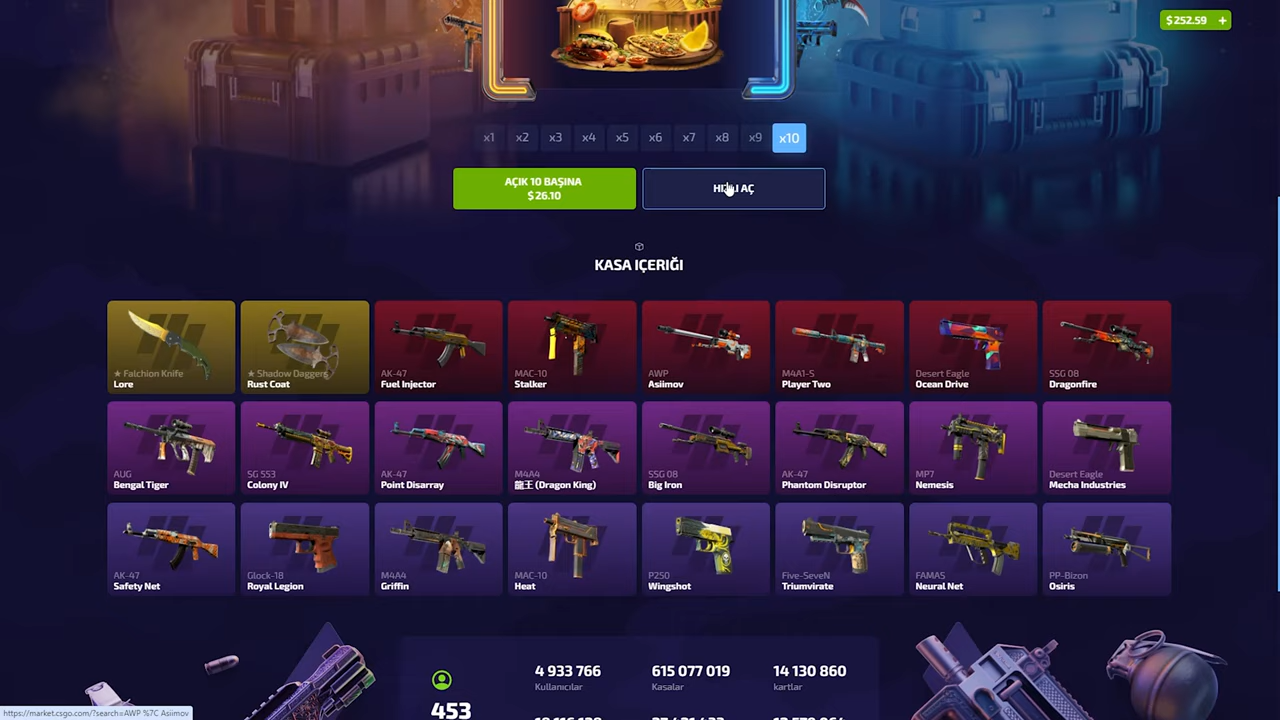 $252.59 +
x1 x2 x3 x4 x5 x6 x7 x8 x9 x10
AÇIK 10 BAŞINA
$26.10
AÇ
KASA IÇERIĞI
★ Falchion Knife
Lore
★ Shadow Daggers
Rust Coat
AK-47
Fuel Injector
MAC-10
Stalker
AWP
Asiimov
M4A1-S
Player Two
Desert Eagle
Ocean Drive
SSG 08
Dragonfire
AUG
Bengal Tiger
SG 553
Colony IV
AK-47
Point Disarray
M4A4
龍王 (Dragon King)
SSG 08
Big Iron
AK-47
Phantom Disruptor
MP7
Nemesis
Desert Eagle
Mecha Industries
AK-47
Safety Net
Glock-18
Royal Legion
M4A4
Griffin
MAC-10
Heat
P250
Wingshot
Five-SeveN
Triumvirate
FAMAS
Neural Net
PP-Bizon
Osiris
453
4 933 766
Kullanıcılar
615 077 019
Kasalar
14 130 860
kartlar
https://market.csgo.com/?search=AWP %7C Asiimov